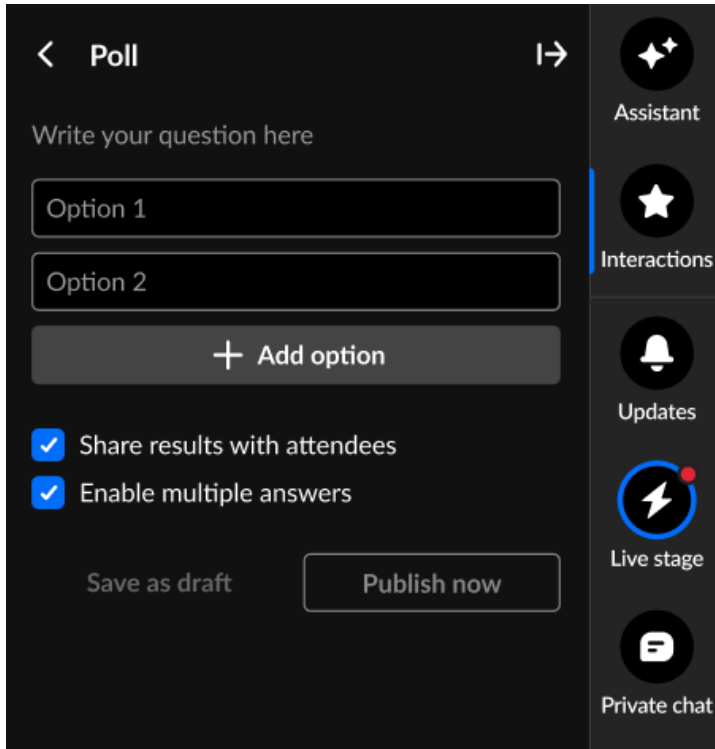 Poll
Write your question here
Option 1
Option 2
Add option
Share results with attendees
Enable multiple answers
Save as draft
Publish now
Assistant
Interactions
Updates
Live stage
Private chat